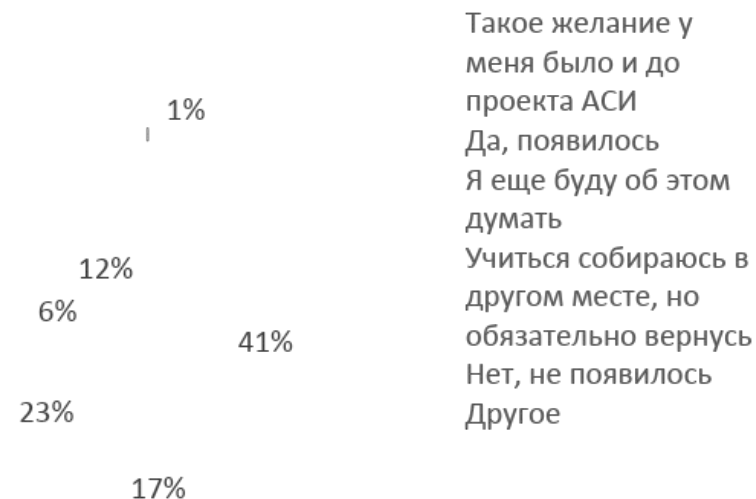 1%
12%
6%
41%
23%
17%
Такое желание у
меня было и до
проекта АСИ
Да, появилось
Я еще буду об этом
думать
Учиться собираюсь в
другом месте, но
обязательно вернусь
Нет, не появилось
Другое